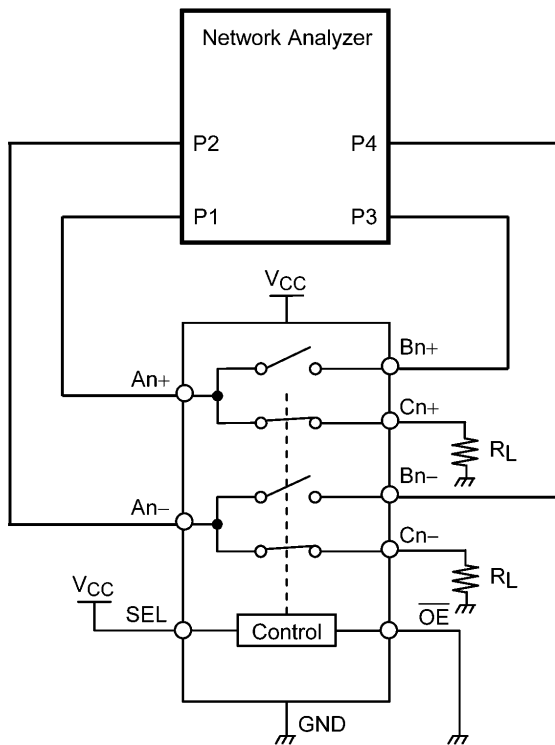 Network Analyzer
P2
P4
P1
P3
VCC
An+
Bn+
Cn+
RL
An−
Bn−
Cn−
RL
VCC
SEL
Control
OE
GND